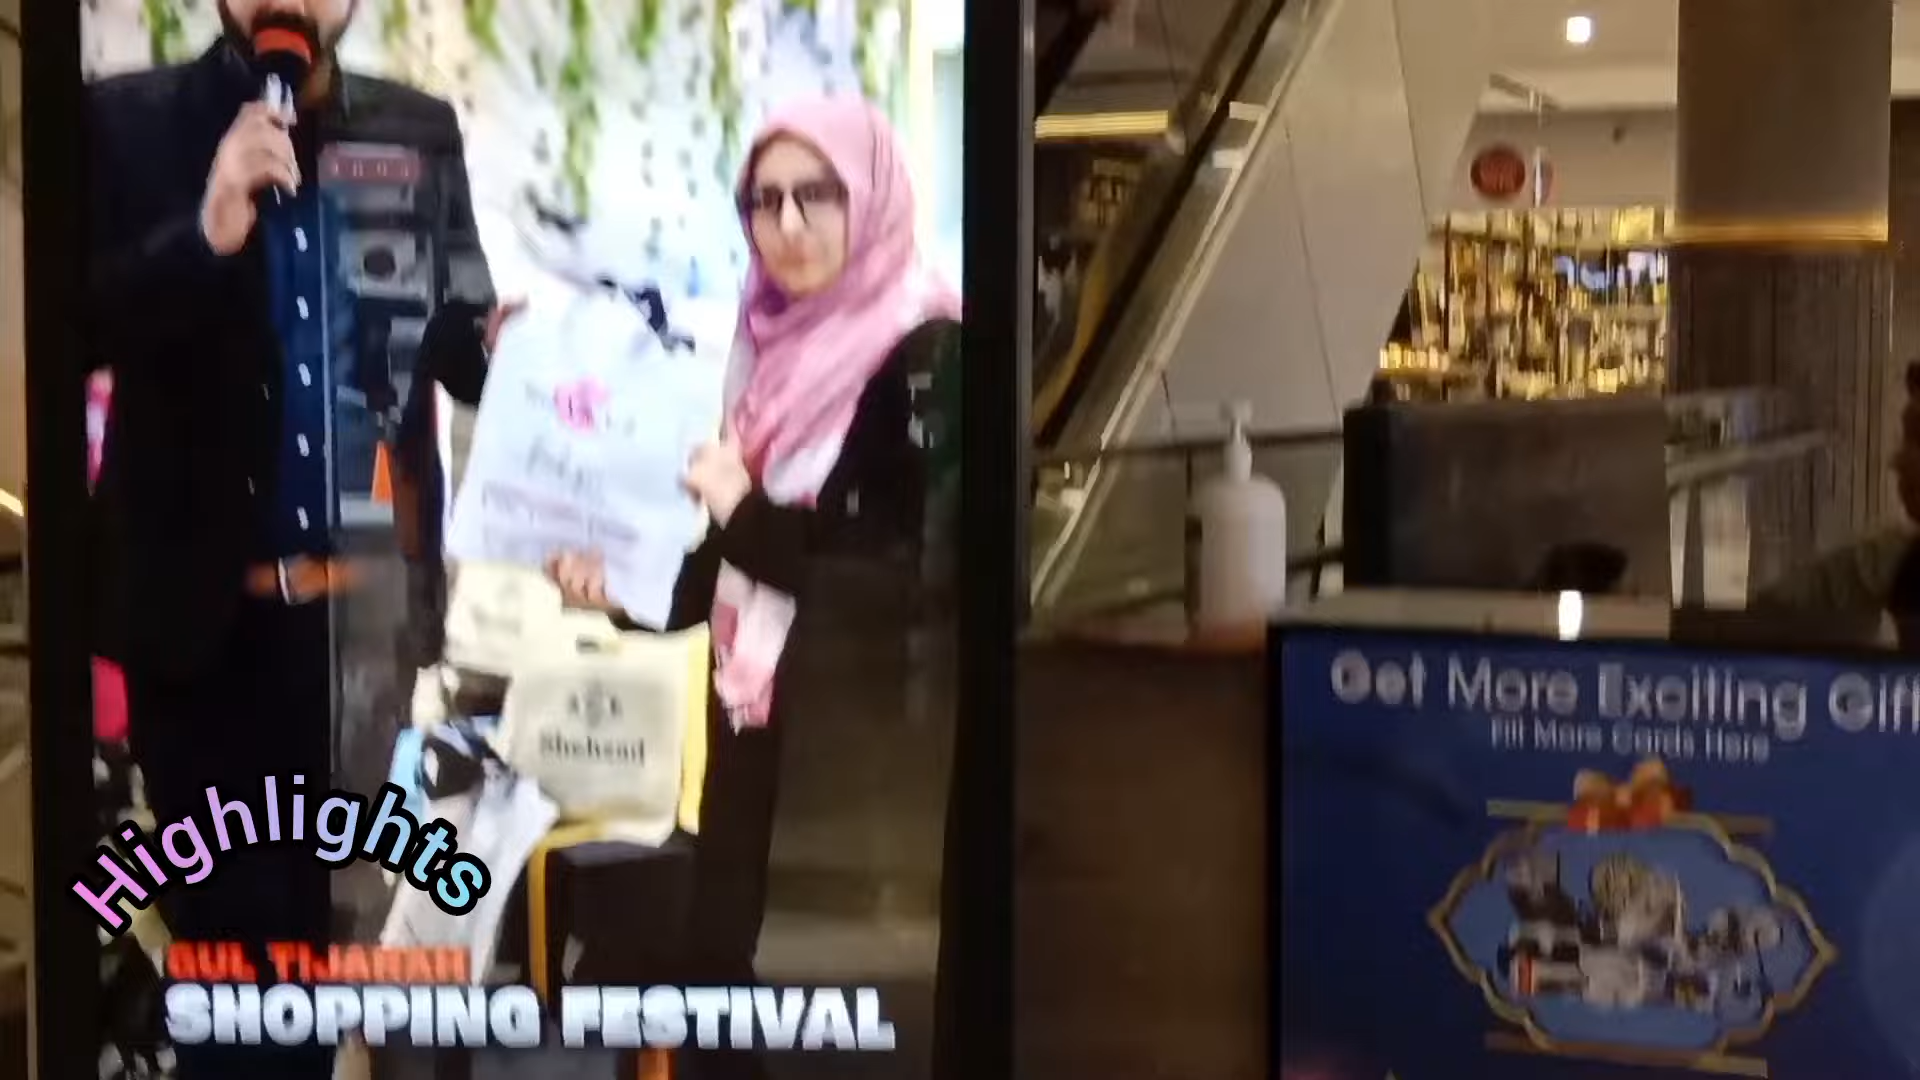 Highlights
GUL TIJARAH
SHOPPING FESTIVAL
Shehzad
Get More Exciting Gift
Fill More Cards Here